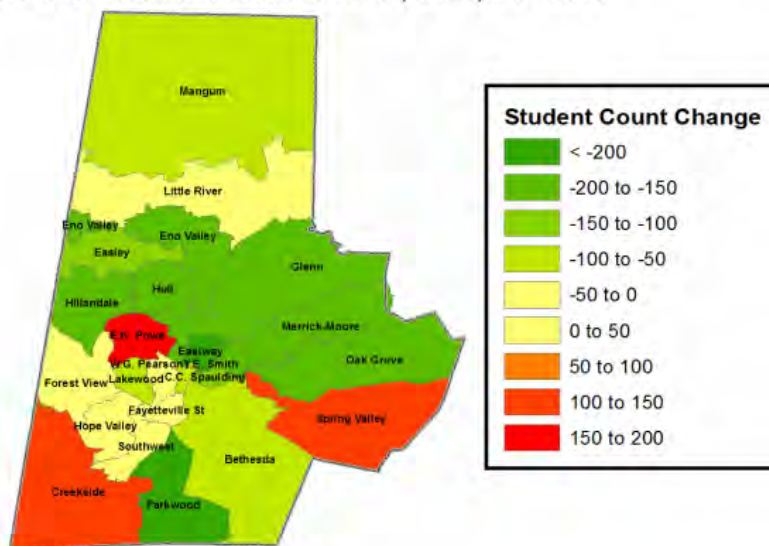 Mangum
Little River
Eno Valley
Eno Valley
Easley
Glenn
Hillandale
Holt
Merrick-Moore
E.K. Powe
Eastway
Oak Grove
W.G. Pearson
Y.E. Smith
Forest View
Lakewood
C.C. Spaulding
Fayetteville St
Spring Valley
Hope Valley
Southwest
Bethesda
Creekside
Parkwood
Student Count Change
< -200
-200 to -150
-150 to -100
-100 to -50
-50 to 0
0 to 50
50 to 100
100 to 150
150 to 200